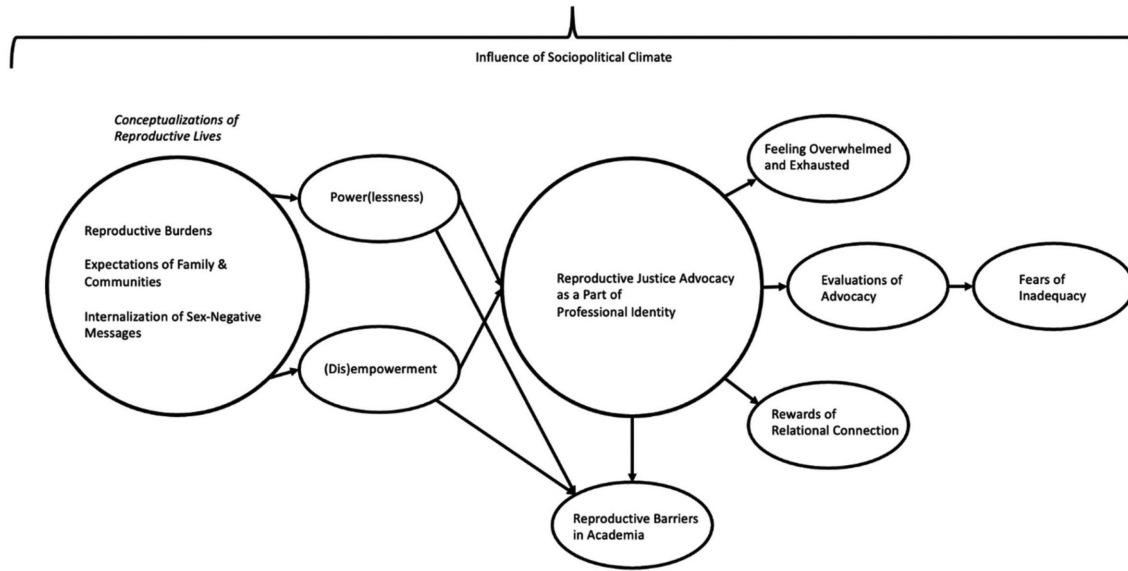 Influence of Sociopolitical Climate
Conceptualizations of
Reproductive Lives
Reproductive Burdens
Expectations of Family &
Communities
Internalization of Sex-Negative
Messages
Power(lessness)
(Dis)empowerment
Reproductive Justice Advocacy
as a Part of
Professional Identity
Feeling Overwhelmed
and Exhausted
Evaluations of
Advocacy
Fears of
Inadequacy
Rewards of
Relational Connection
Reproductive Barriers
in Academia